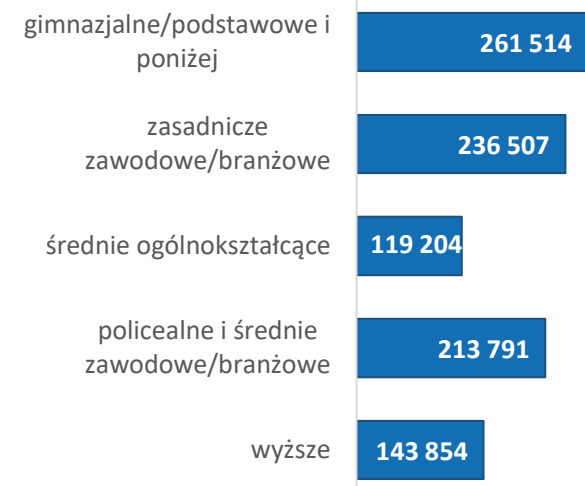 gimnazjalne/podstawowe i
poniżej
261 514
zasadnicze
zawodowe/branżowe
236 507
średnie ogólnokształcące
119 204
policealne i średnie
zawodowe/branżowe
213 791
wyższe
143 854